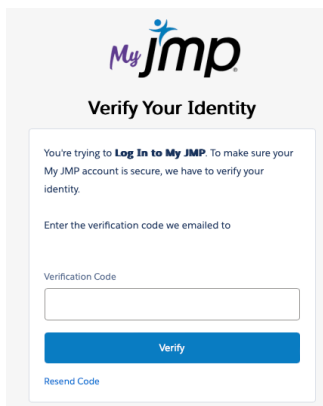 My jmp.
Verify Your Identity
You're trying to Log In to My JMP. To make sure your
My JMP account is secure, we have to verify your
identity.
Enter the verification code we emailed to
Verification Code
Verify
Resend Code